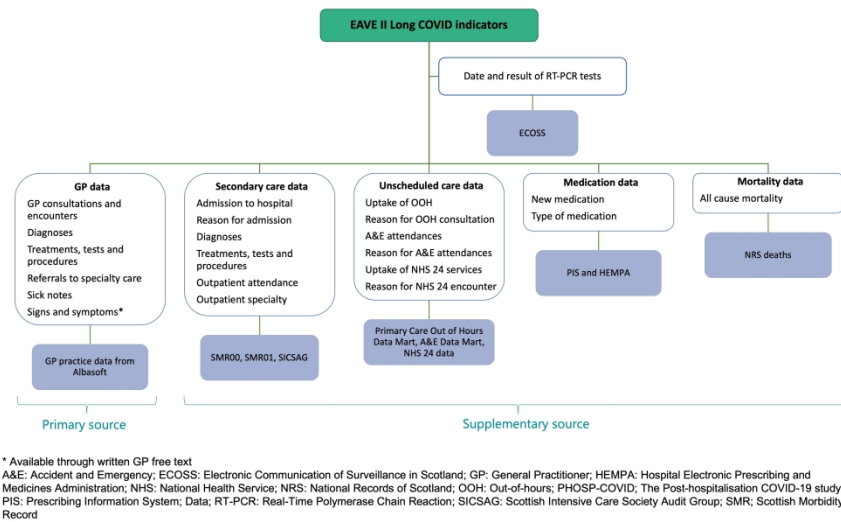 EAVE II Long COVID indicators
Date and result of RT-PCR tests
ECOSS
GP data
GP consultations and
encounters
Diagnoses
Treatments, tests and
procedures
Referrals to specialty care
Sick notes
Signs and symptoms*
GP practice data from
Albasoft
Secondary care data
Admission to hospital
Reason for admission
Diagnoses
Treatments, tests and
procedures
Outpatient attendance
Outpatient specialty
SMR00, SMR01, SICSAG
Unscheduled care data
Uptake of OOH
Reason for OOH consultation
A&E attendances
Reason for A&E attendances
Uptake of NHS 24 services
Reason for NHS 24 encounter
Primary Care Out of Hours
Data Mart, A&E Data Mart,
NHS 24 data
Medication data
New medication
Type of medication
PIS and HEMPA
Mortality data
All cause mortality
NRS deaths
Primary source
Supplementary source
* Available through written GP free text
A&E: Accident and Emergency; ECOSS: Electronic Communication of Surveillance in Scotland; GP: General Practitioner; HEMPA: Hospital Electronic Prescribing and
Medicines Administration; NHS: National Health Service; NRS: National Records of Scotland; OOH: Out-of-hours; PHOSP-COVID; The Post-hospitalisation COVID-19 study
PIS: Prescribing Information System; Data; RT-PCR: Real-Time Polymerase Chain Reaction; SICSAG: Scottish Intensive Care Society Audit Group; SMR; Scottish Morbidity
Record